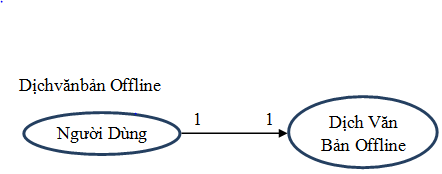 .
Dịchvănbản Offline
Người Dùng
1
1
Dịch Văn
Bản Offline